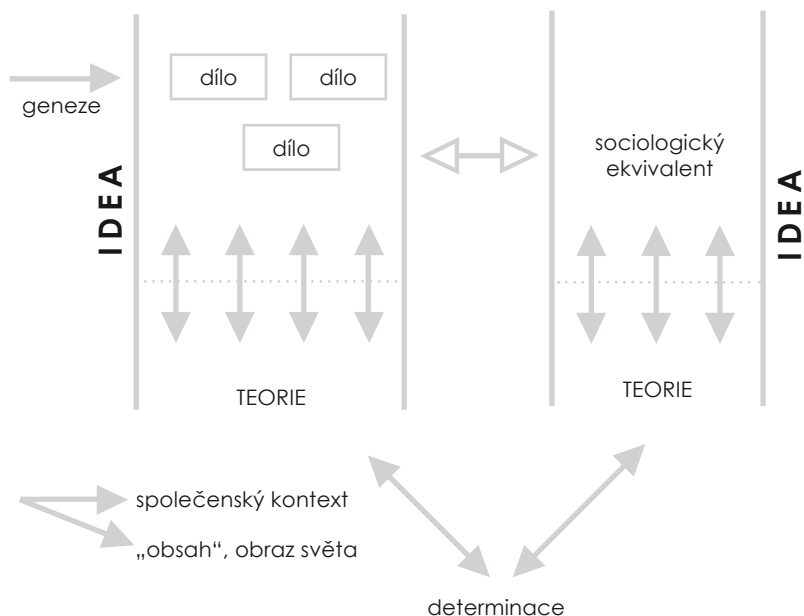 dílo
dílo
geneze
dílo
sociologický
ekvivalent
IDEA
IDEA
TEORIE
TEORIE
společenský kontext
„obsah“, obraz světa
determinace